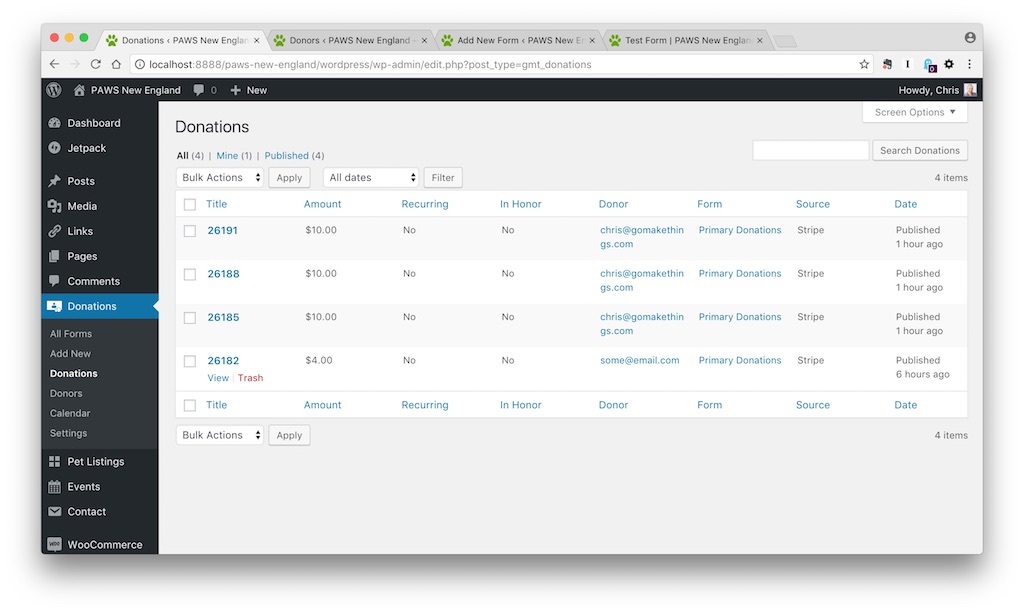 Donations ‹ PAWS New Englan
Donors ‹ PAWS New England -
Add New Form ‹ PAWS New E
Test Form | PAWS New Englan
localhost:8888/paws-new-england/wordpress/wp-admin/edit.php?post_type=gmt_donations
PAWS New England 0 New Howdy, Chris
Dashboard
Jetpack
Posts
Media
Links
Pages
Comments
Donations
All Forms
Add New
Donations
Donors
Calendar
Settings
Pet Listings
Events
Contact
WooCommerce
Screen Options
Donations
All (4) | Mine (1) | Published (4)
Search Donations
Bulk Actions Apply All dates Filter 4 items
Title Amount Recurring In Honor Donor Form Source Date
26191 $10.00 No No chris@gomakethin Primary Donations Stripe Published
gs.com 1 hour ago
26188 $10.00 No No chris@gomakethin Primary Donations Stripe Published
gs.com 1 hour ago
26185 $10.00 No No chris@gomakethin Primary Donations Stripe Published
gs.com 1 hour ago
26182 $4.00 No No some@email.com Primary Donations Stripe Published
View | Trash 6 hours ago
Title Amount Recurring In Honor Donor Form Source Date
Bulk Actions Apply 4 items